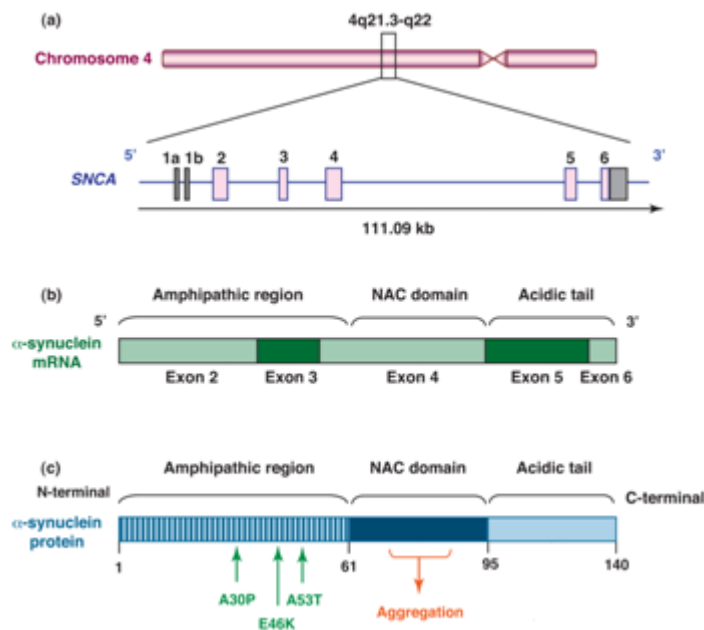 (a)
4q21.3-q22
Chromosome 4
5’ 3’
1a 1b 2 3 4 5 6
SNCA
111.09 kb
(b)
Amphipathic region NAC domain Acidic tail
5’ 3’
α-synuclein
mRNA
Exon 2 Exon 3 Exon 4 Exon 5 Exon 6
(c)
Amphipathic region NAC domain Acidic tail
N-terminal C-terminal
α-synuclein
protein
1 61 95 140
A30P A53T
E46K
Aggregation